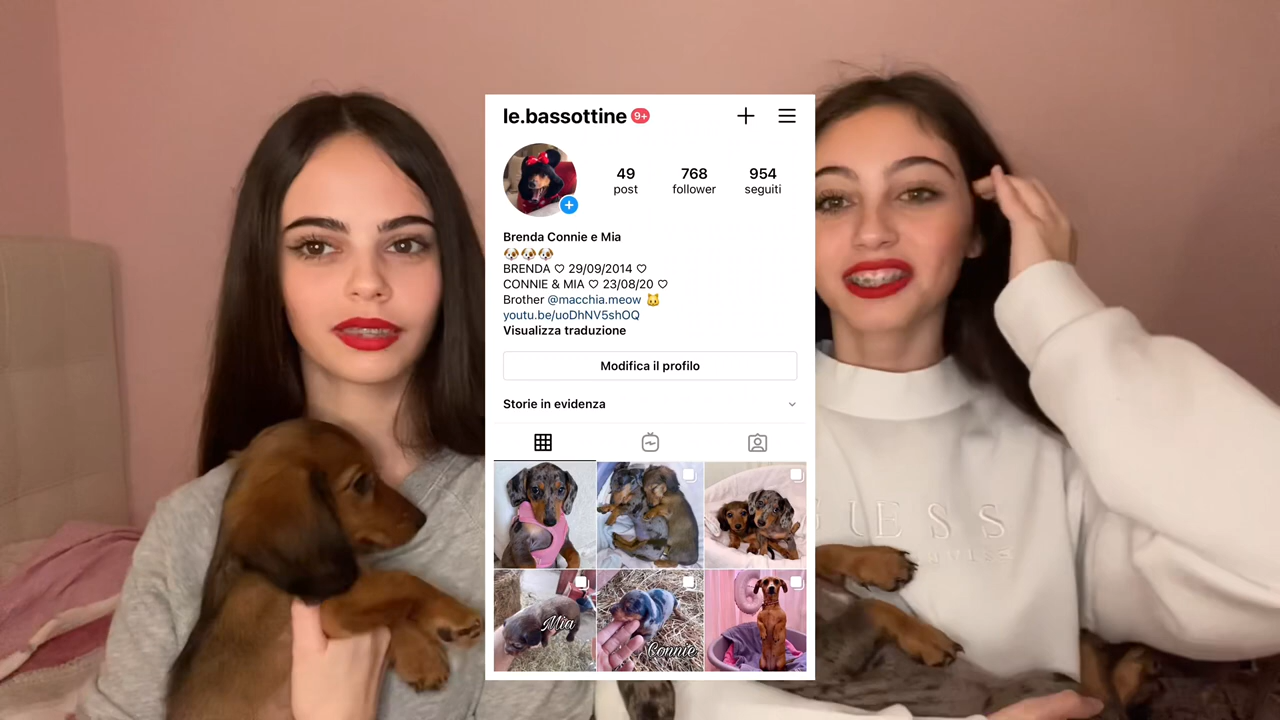 le.bassottine 9+
49 768 954
post follower seguiti
Brenda Connie e Mia
🐶🐶🐶
BRENDA ♡ 29/09/2014 ♡
CONNIE & MIA ♡ 23/08/20 ♡
Brother @macchia.meow 🐱
youtu.be/uoDhNV5shOQ
Visualizza traduzione
Modifica il profilo
Storie in evidenza
Mia
Connie
GUESS